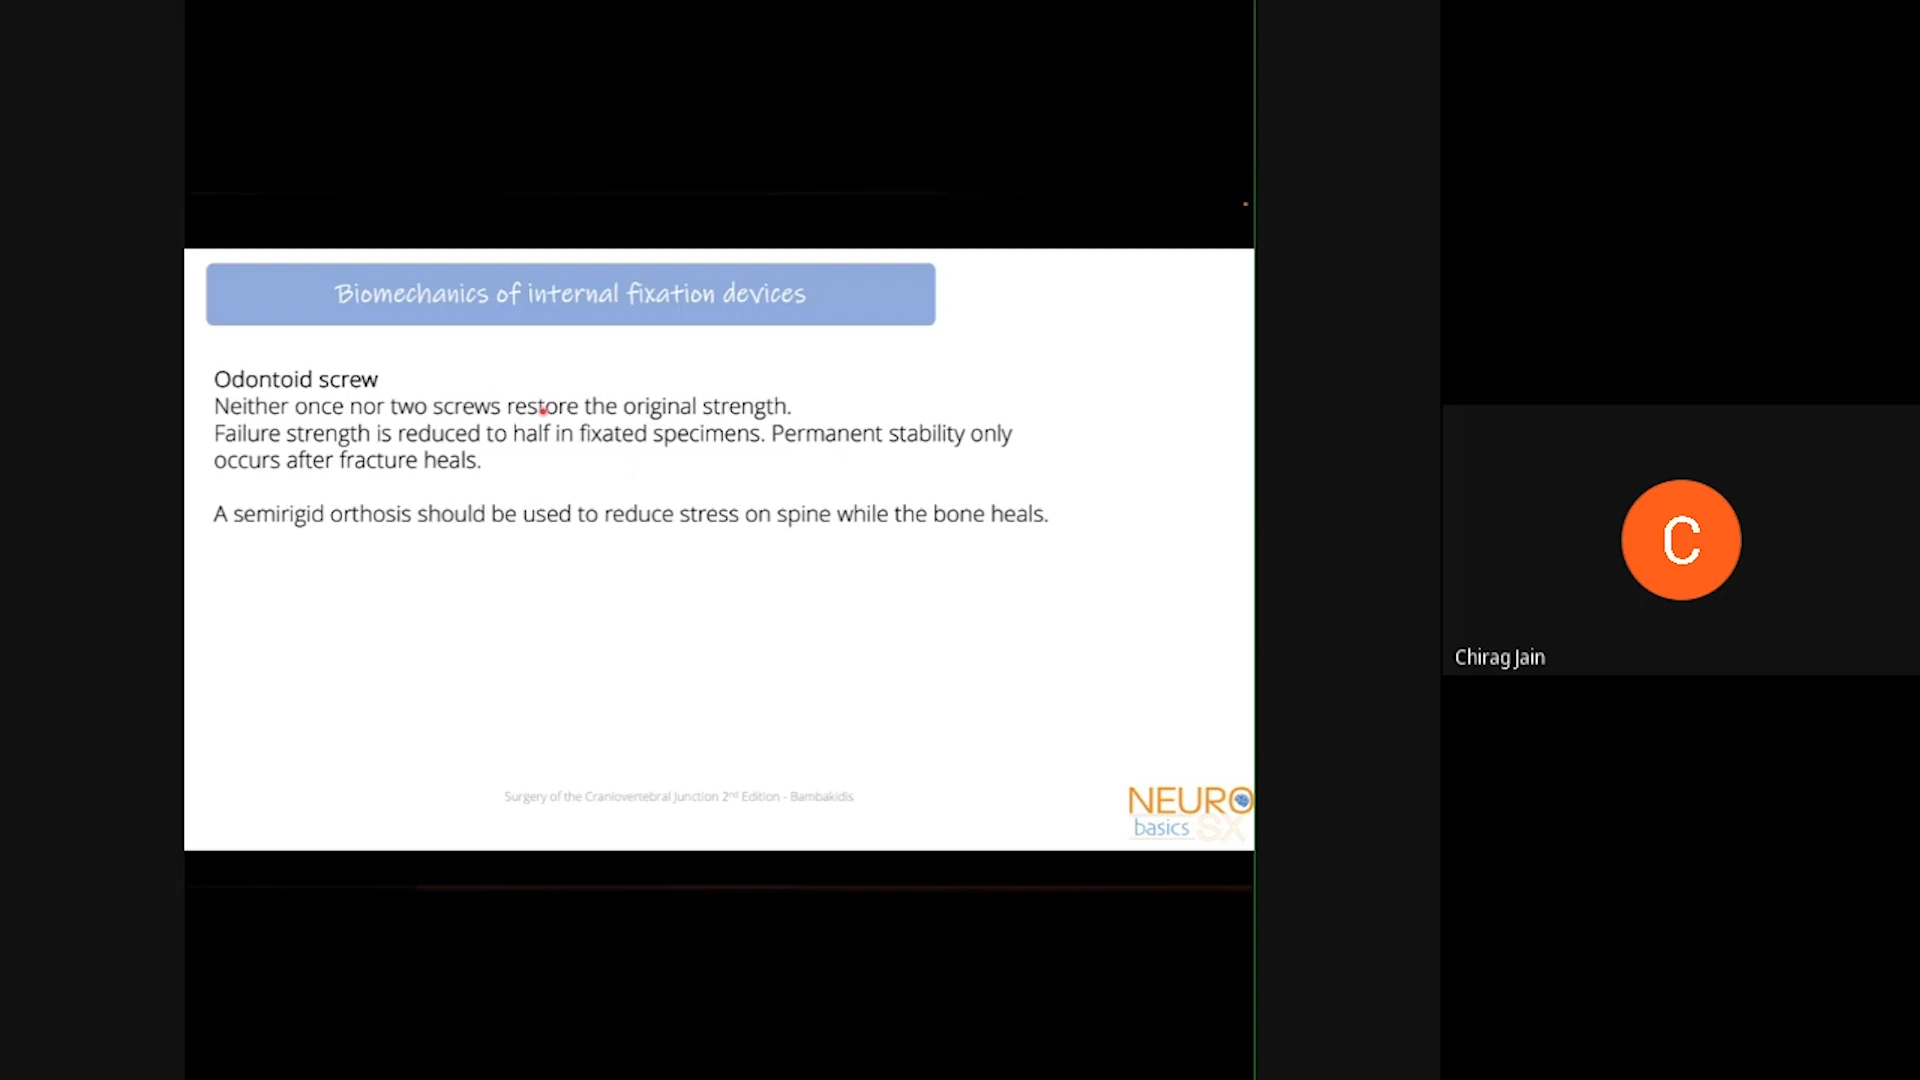 Biomechanics of internal fixation devices
Odontoid screw
Neither once nor two screws restore the original strength.
Failure strength is reduced to half in fixated specimens. Permanent stability only
occurs after fracture heals.
A semirigid orthosis should be used to reduce stress on spine while the bone heals.
Surgery of the Craniovertebral Junction 2nd Edition - Bambakidis
NEURO
basics SX
C
Chirag Jain